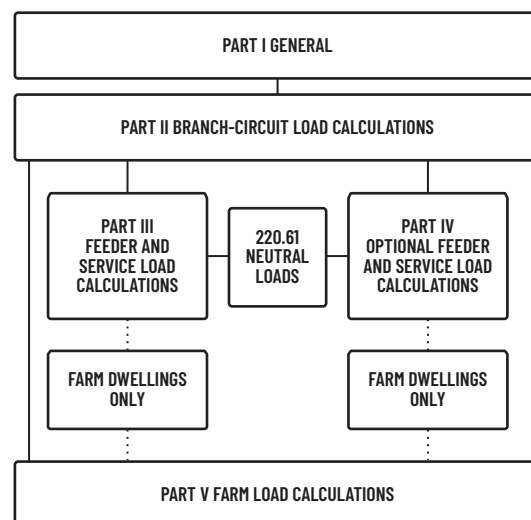 PART I GENERAL
PART II BRANCH-CIRCUIT LOAD CALCULATIONS
PART III
FEEDER AND
SERVICE LOAD
CALCULATIONS
220.61
NEUTRAL
LOADS
PART IV
OPTIONAL FEEDER
AND SERVICE LOAD
CALCULATIONS
FARM DWELLINGS
ONLY
FARM DWELLINGS
ONLY
PART V FARM LOAD CALCULATIONS